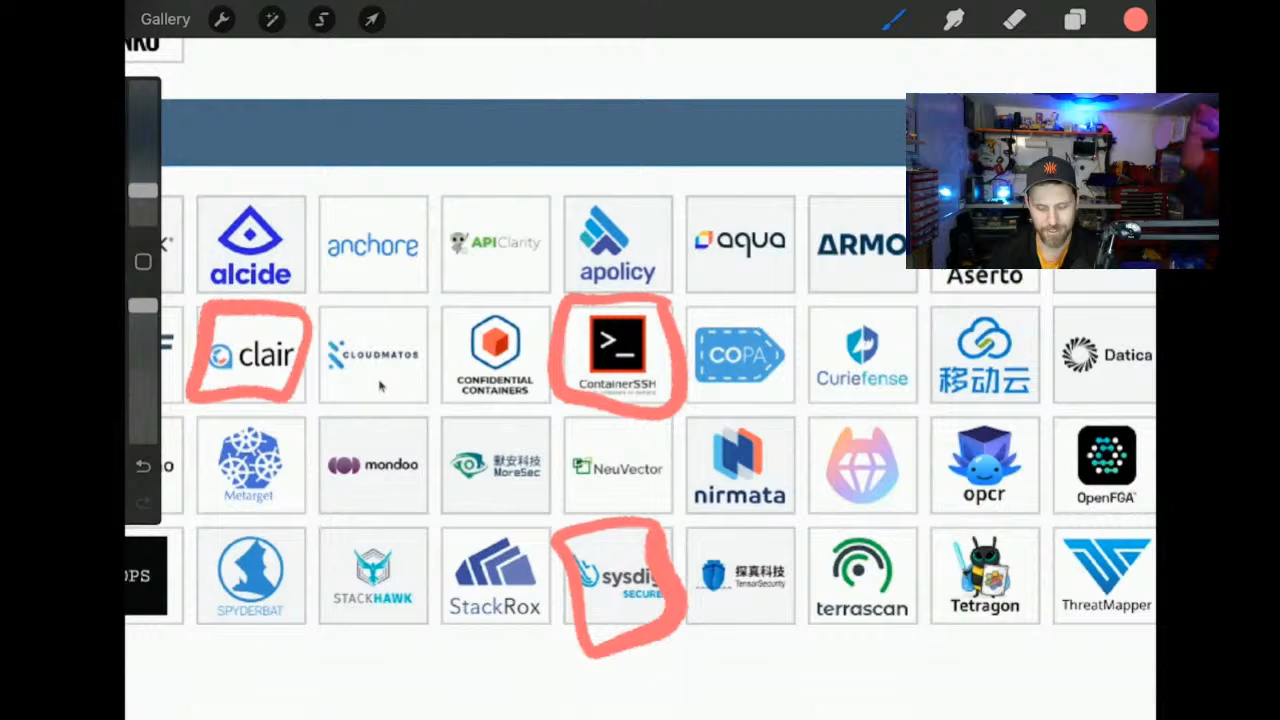 Gallery
alcide
anchore
APIClarity
apolicy
aqua
ARMO
Aserto
clair
CLOUDMATOS
CONFIDENTIAL
CONTAINERS
>_
ContainerSSH
COPA
Curiefense
移动云
Datica
Metarget
mondoo
默安科技
MoreSec
NeuVector
nirmata
opcr
OpenFGA
OPS
SPYDERBAT
STACKHAWK
StackRox
sysdig
SECURE
探真科技
TensorSecurity
terrascan
Tetragon
ThreatMapper